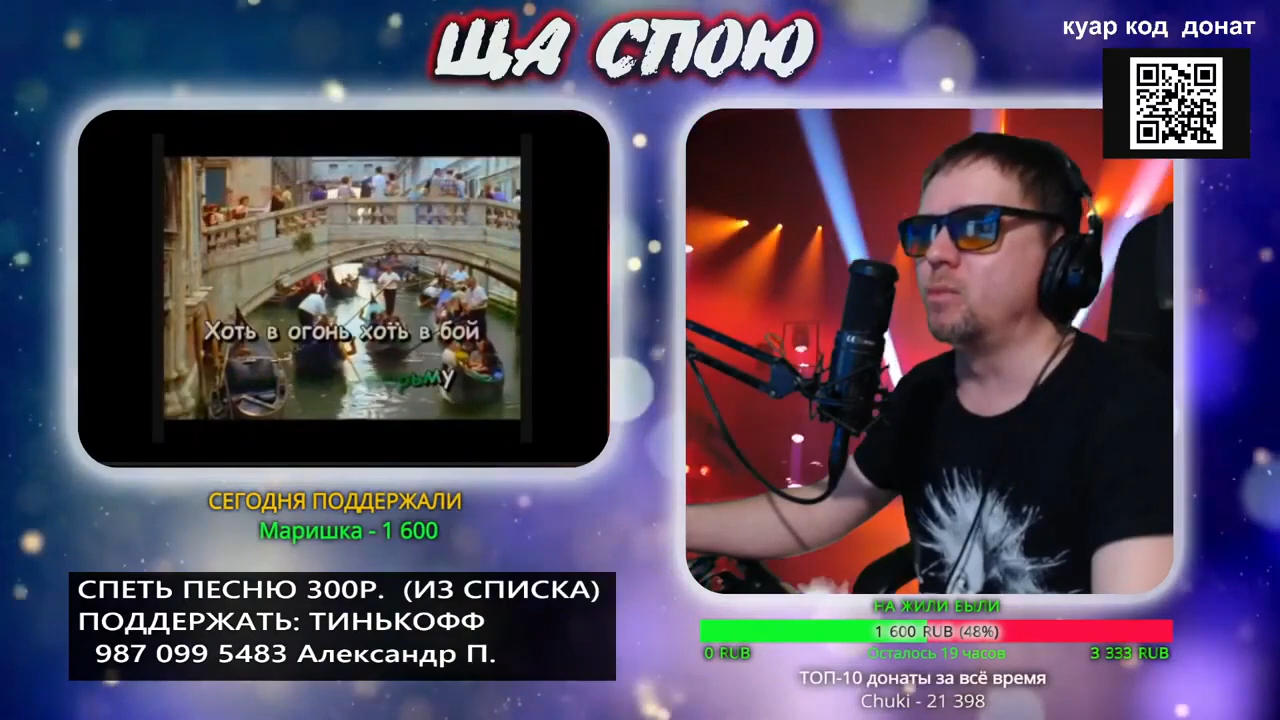 ЩА СПОЮ
куар код донат
Хоть в огонь хоть в бой
СЕГОДНЯ ПОДДЕРЖАЛИ
Маришка - 1 600
СПЕТЬ ПЕСНЮ 300Р. (ИЗ СПИСКА)
ПОДДЕРЖАТЬ: ТИНЬКОФФ
987 099 5483 Александр П.
НА ЖИЛИ БЫЛИ
1 600 RUB (48%)
0 RUB
Осталось 19 часов
3 333 RUB
ТОП-10 донаты за всё время
Chuki - 21 398